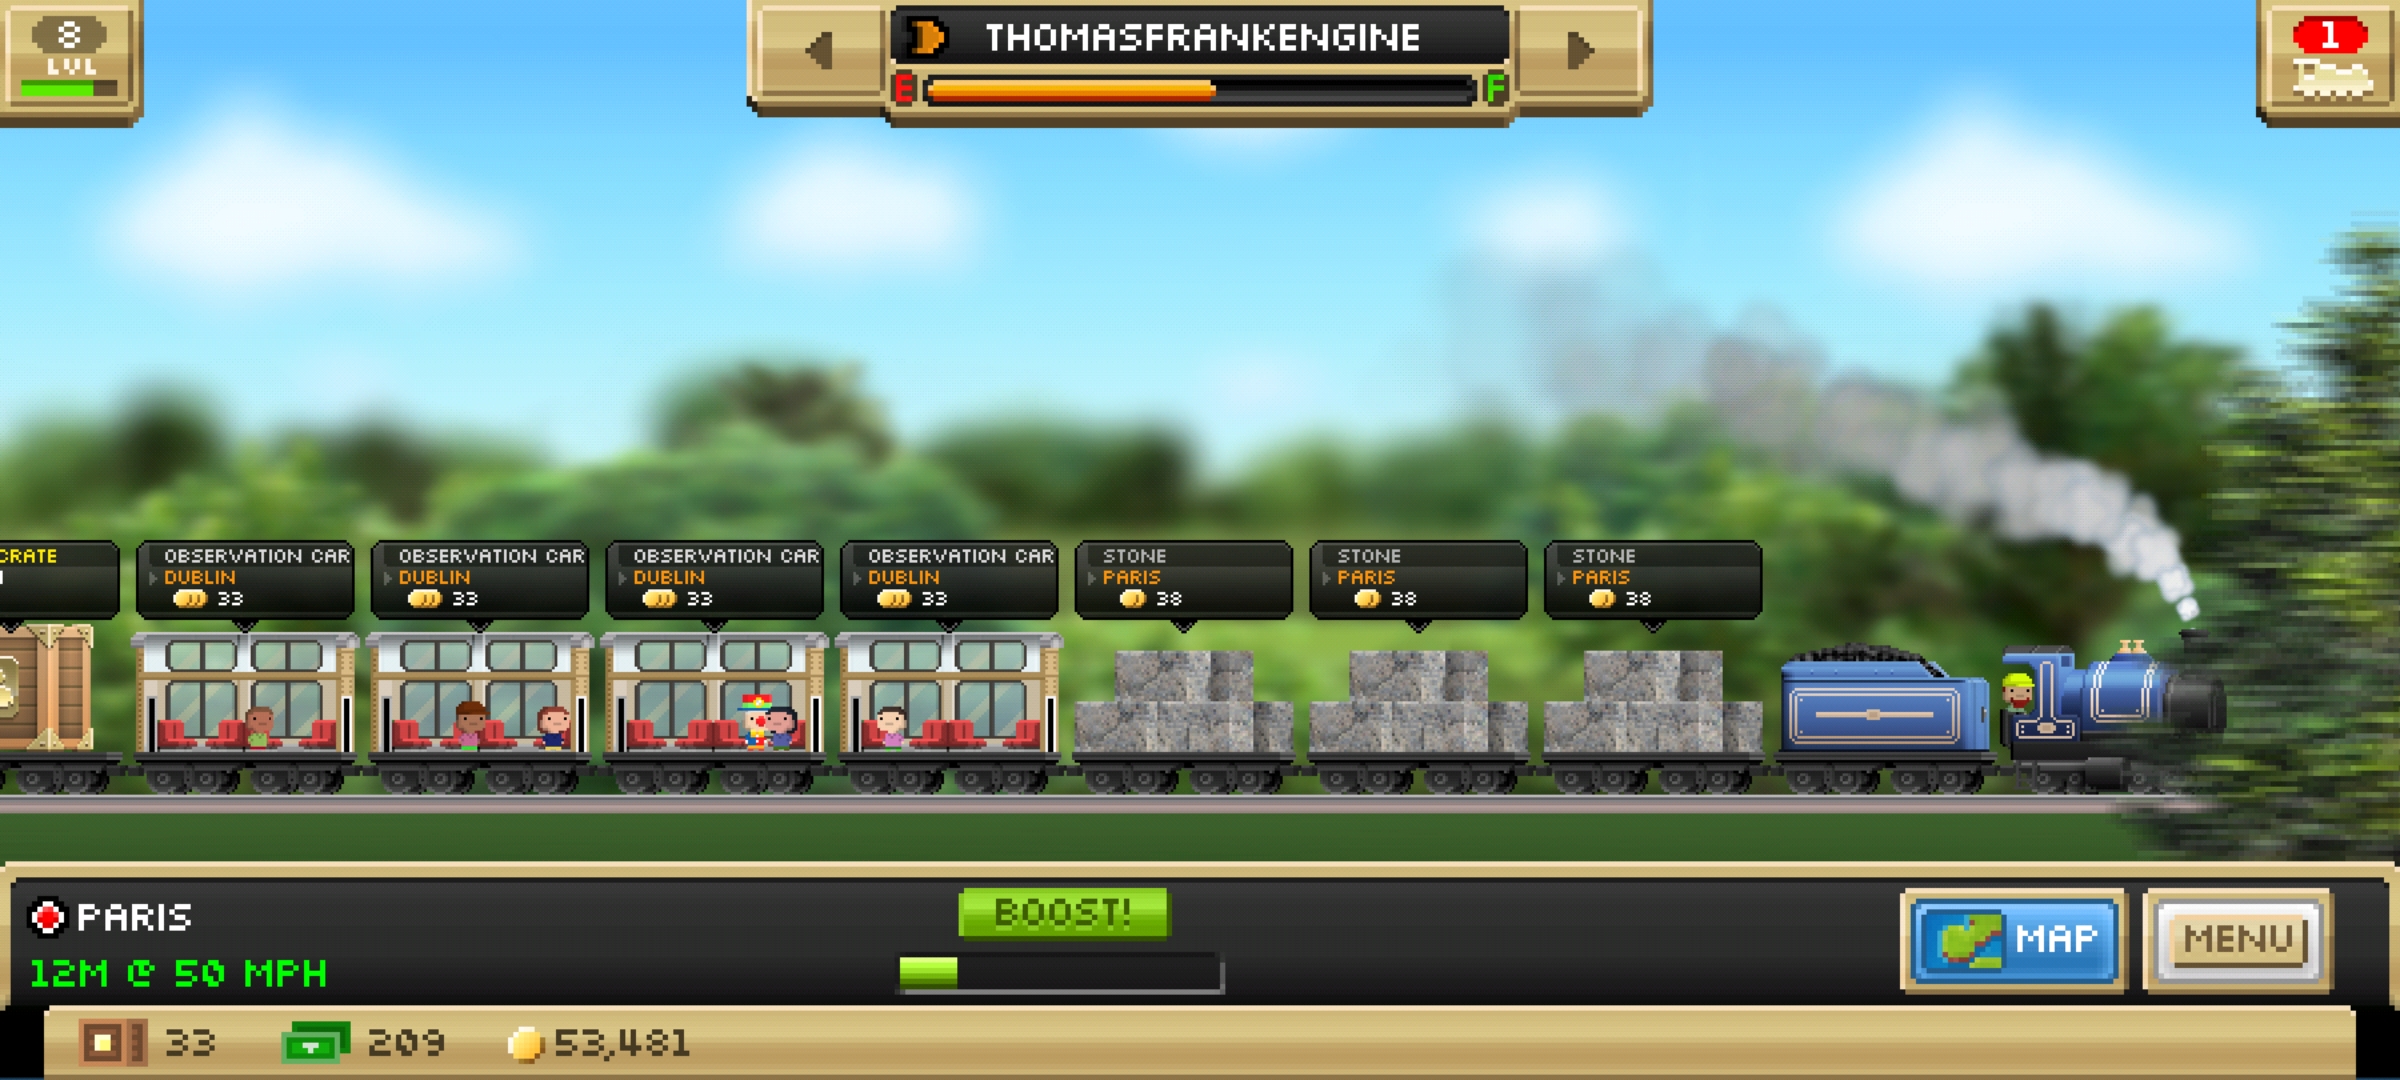 8
LVL
THOMASFRANKENGINE
E F
1
CRATE
OBSERVATION CAR
DUBLIN
33
OBSERVATION CAR
DUBLIN
33
OBSERVATION CAR
DUBLIN
33
OBSERVATION CAR
DUBLIN
33
STONE
PARIS
38
STONE
PARIS
38
STONE
PARIS
38
PARIS
12M @ 50 MPH
BOOST!
MAP
MENU
33
209
53,481